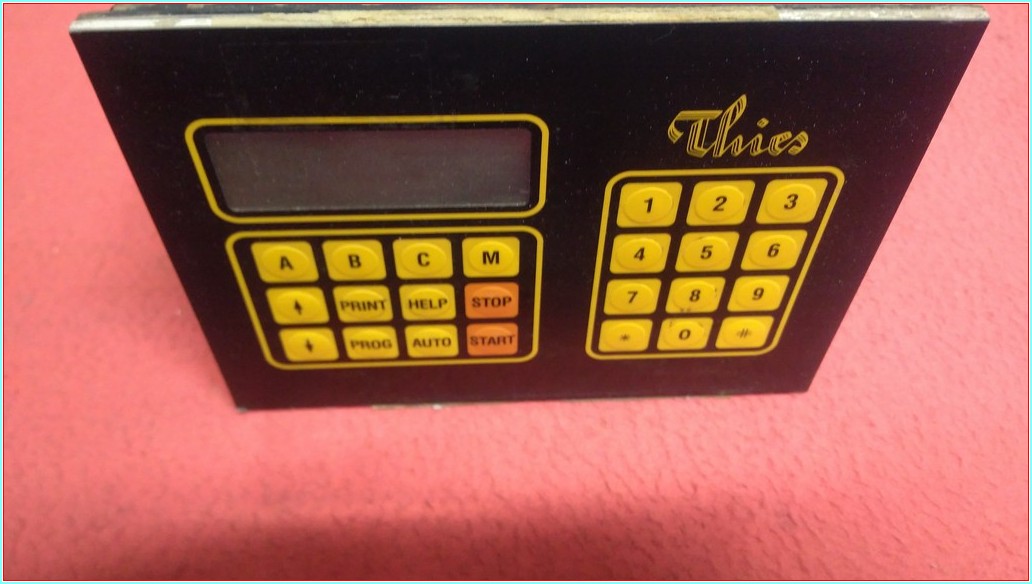 Thies
A B C M
PRINT HELP STOP
PROG AUTO START
1 2 3
4 5 6
7 8 9
* 0 #